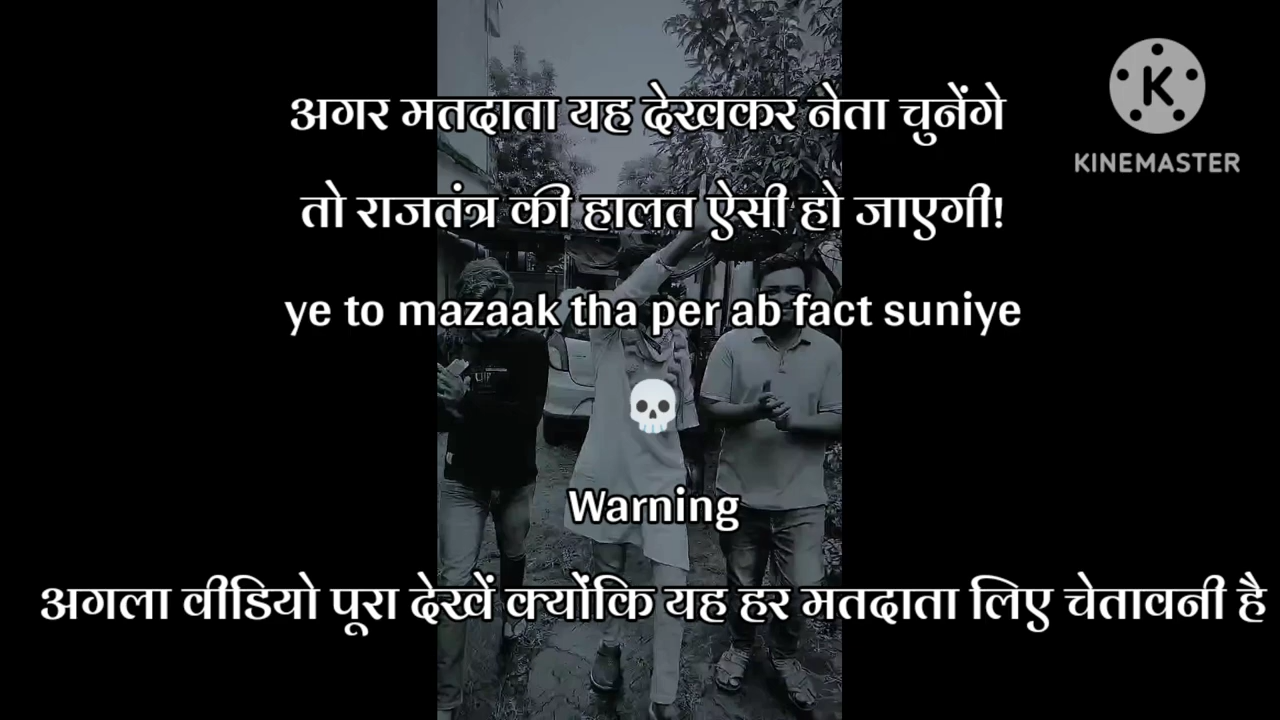 अगर मतदाता यह देखकर नेता चुनेंगे
तो राजतंत्र की हालत ऐसी हो जाएगी!
ye to mazaak tha per ab fact suniye
💀
Warning
अगला वीडियो पूरा देखें क्योंकि यह हर मतदाता लिए चेतावनी है
K
KINEMASTER